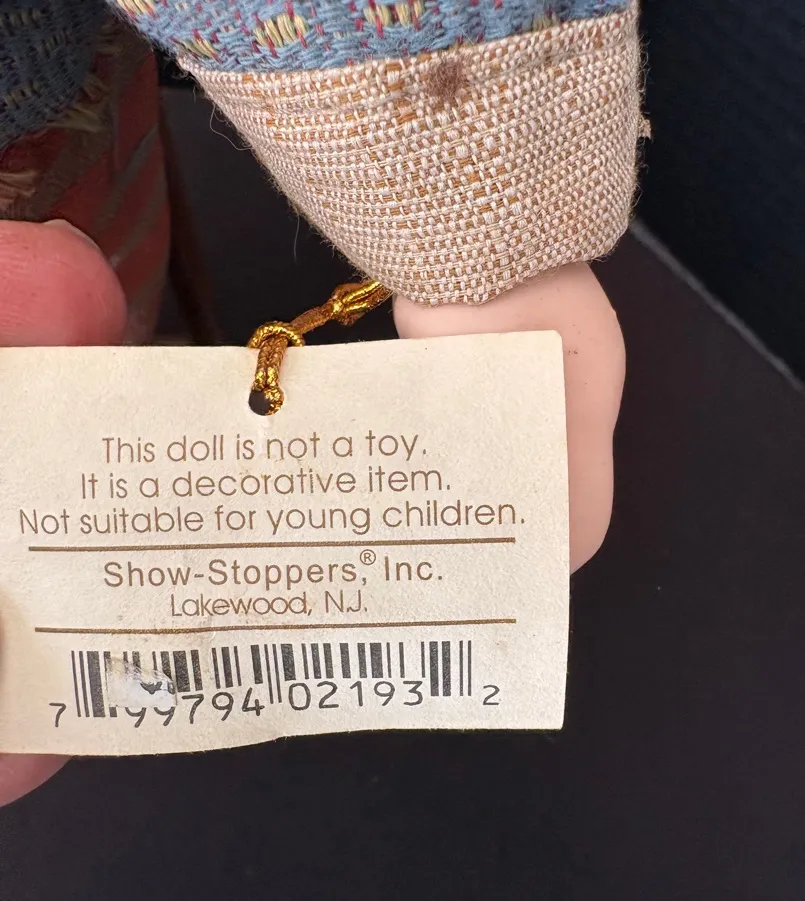 This doll is not a toy.
It is a decorative item.
Not suitable for young children.
Show-Stoppers,® Inc.
Lakewood, N.J.
7 99794 02193 2